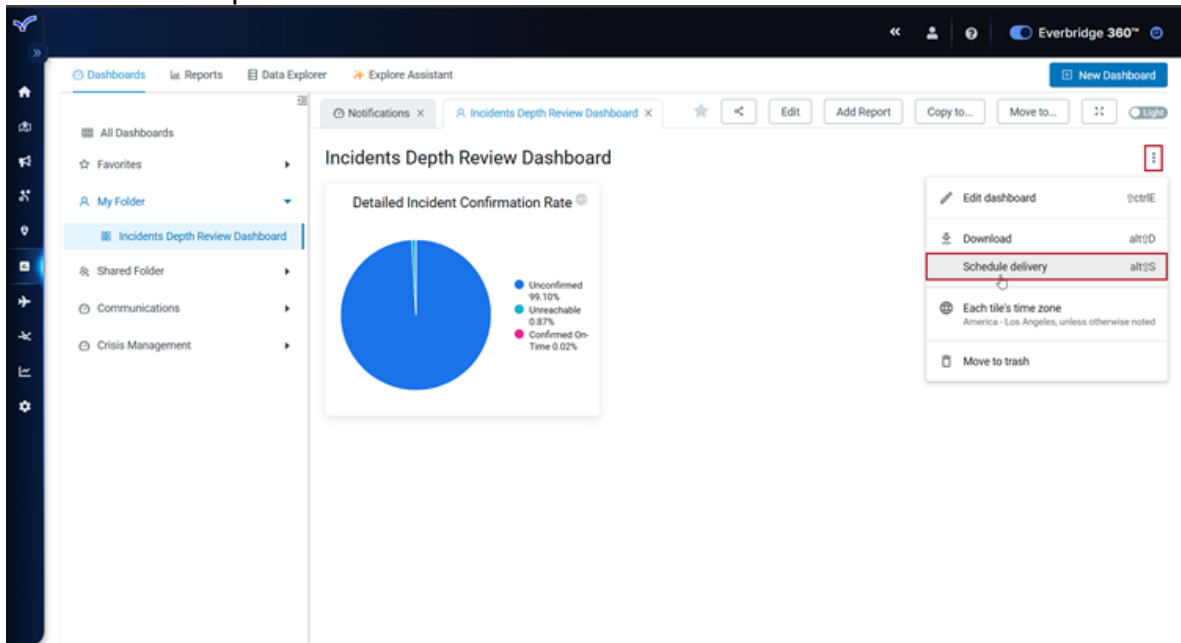 « Everbridge 360™
Dashboards Reports Data Explorer Explore Assistant New Dashboard
Notifications × Incidents Depth Review Dashboard × Edit Add Report Copy to... Move to... Light
All Dashboards
Favorites
My Folder
Incidents Depth Review Dashboard
Shared Folder
Communications
Crisis Management
Incidents Depth Review Dashboard
Detailed Incident Confirmation Rate
Unconfirmed
99.10%
Unreachable
0.87%
Confirmed On-
Time 0.02%
Edit dashboard ⇧ctrlE
Download alt⇧D
Schedule delivery alt⇧S
Each tile's time zone
America - Los Angeles, unless otherwise noted
Move to trash